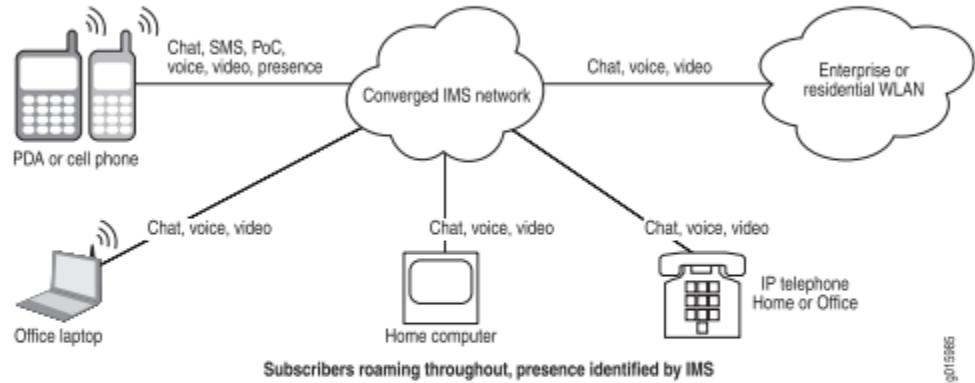 Chat, SMS, PoC,
voice, video, presence
Chat, voice, video
Converged IMS network
Enterprise or
residential WLAN
PDA or cell phone
Chat, voice, video
Chat, voice, video
Chat, voice, video
IP telephone
Home or Office
Office laptop
Home computer
Subscribers roaming throughout, presence identified by IMS
g015985